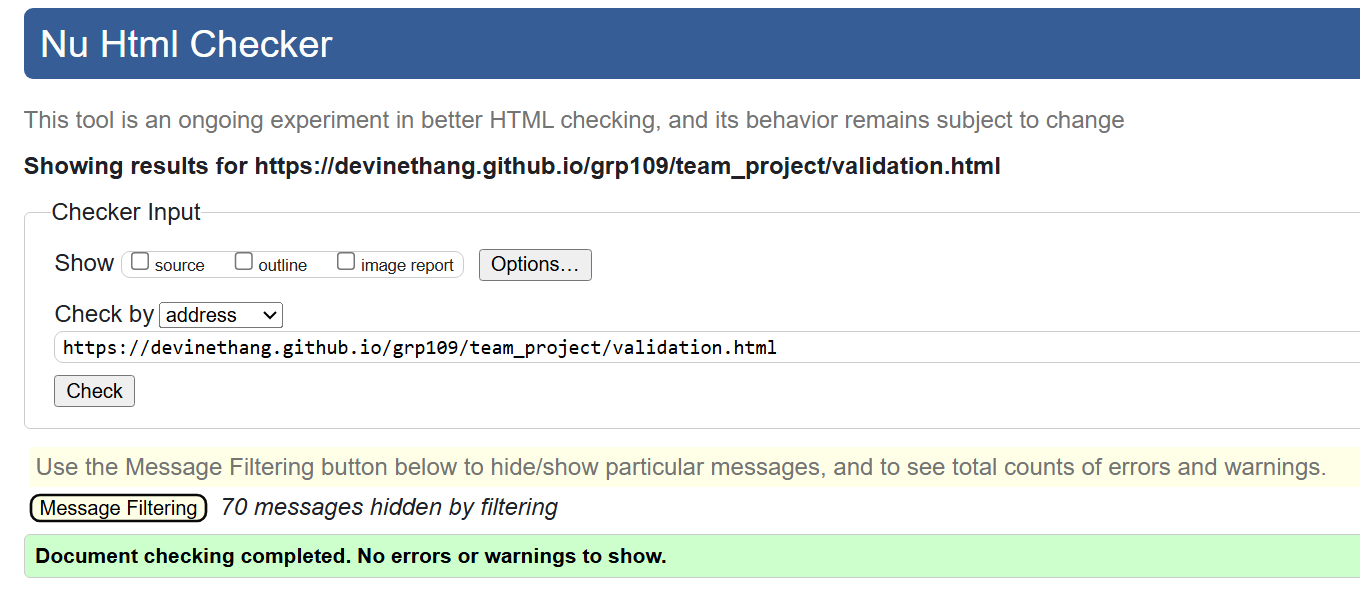 Nu Html Checker
This tool is an ongoing experiment in better HTML checking, and its behavior remains subject to change
Showing results for https://devinethang.github.io/grp109/team_project/validation.html
Checker Input
Show source outline image report Options...
Check by address
https://devinethang.github.io/grp109/team_project/validation.html
Check
Use the Message Filtering button below to hide/show particular messages, and to see total counts of errors and warnings.
Message Filtering 70 messages hidden by filtering
Document checking completed. No errors or warnings to show.